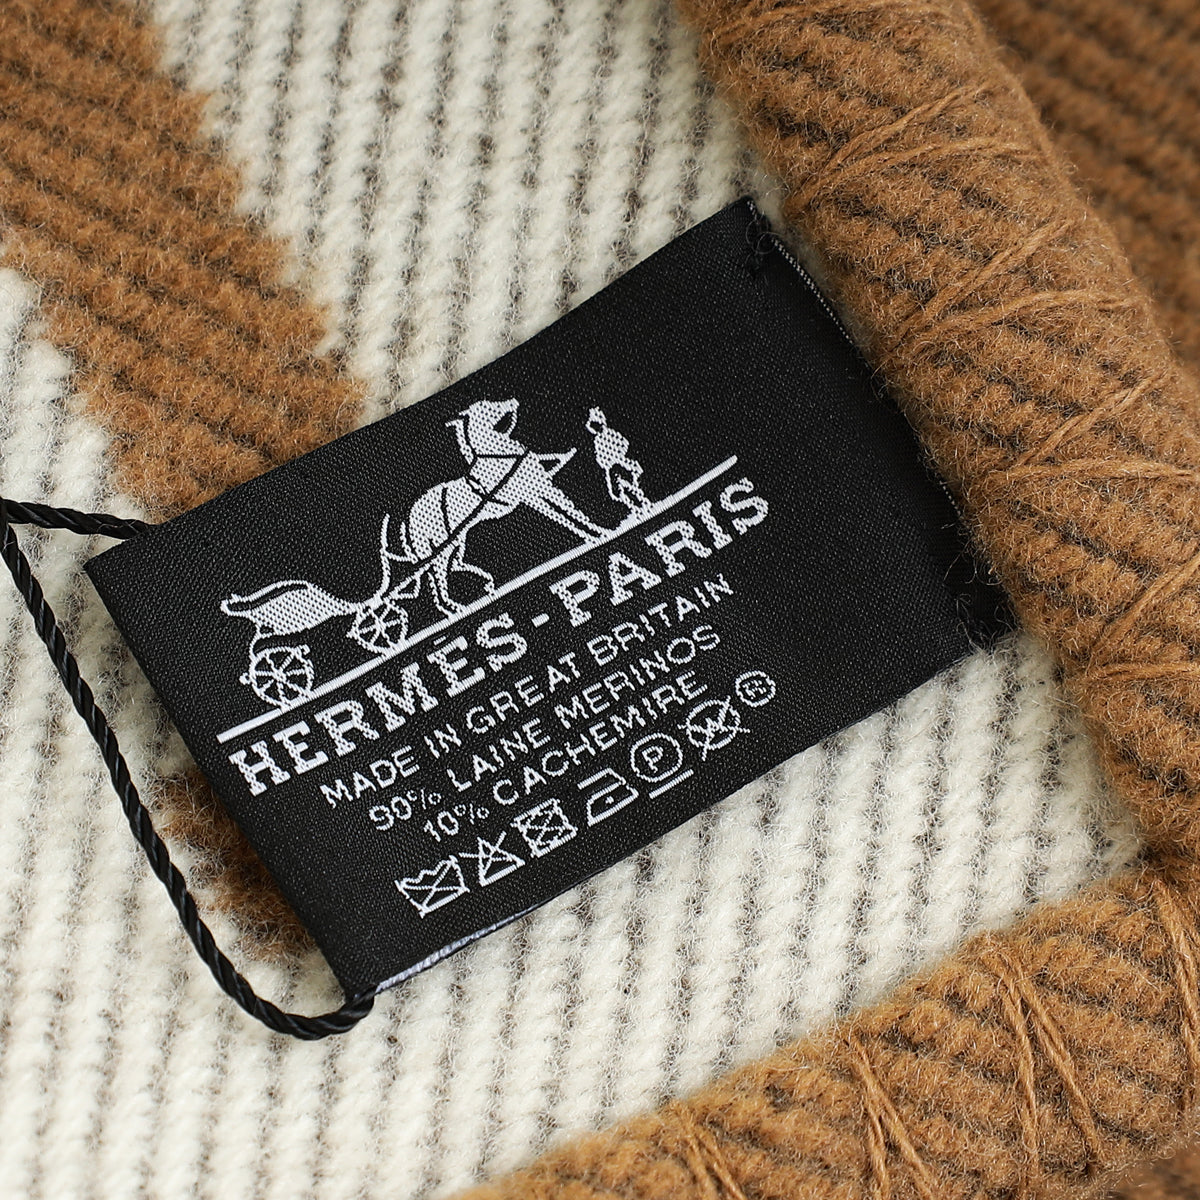 HERMÈS-PARIS
MADE IN GREAT BRITAIN
90% LAINE MERINOS
10% CACHEMIRE
P ®